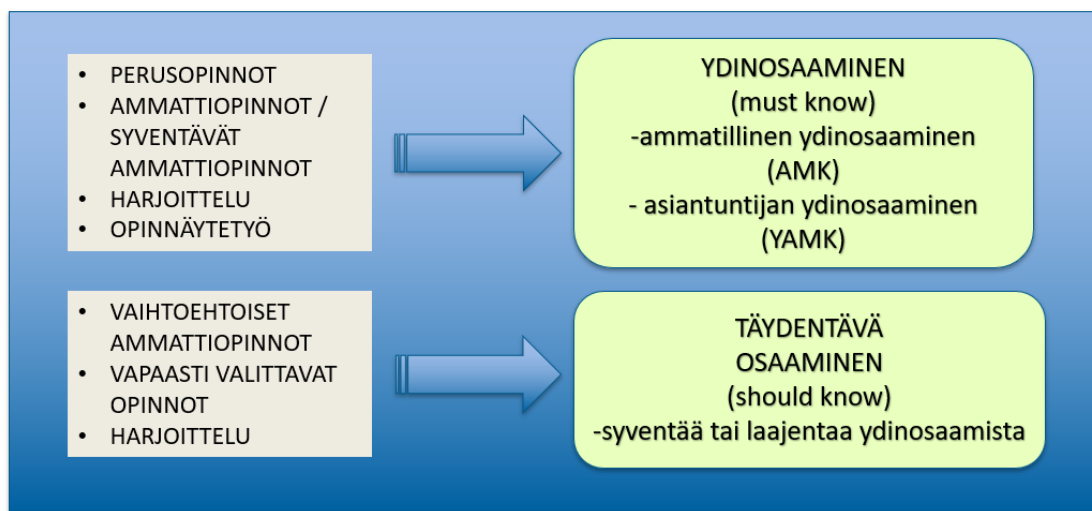 • PERUSOPINNOT
• AMMATTIOPINNOT /
SYVENTÄVÄT
AMMATTIOPINNOT
• HARJOITTELU
• OPINNÄYTETYÖ
YDINOSAAMINEN
(must know)
-ammatillinen ydinosaaminen
(AMK)
- asiantuntijan ydinosaaminen
(YAMK)
• VAIHTOEHTOISET
AMMATTIOPINNOT
• VAPAASTI VALITTAVAT
OPINNOT
• HARJOITTELU
TÄYDENTÄVÄ
OSAAMINEN
(should know)
-syventää tai laajentaa ydinosaamista